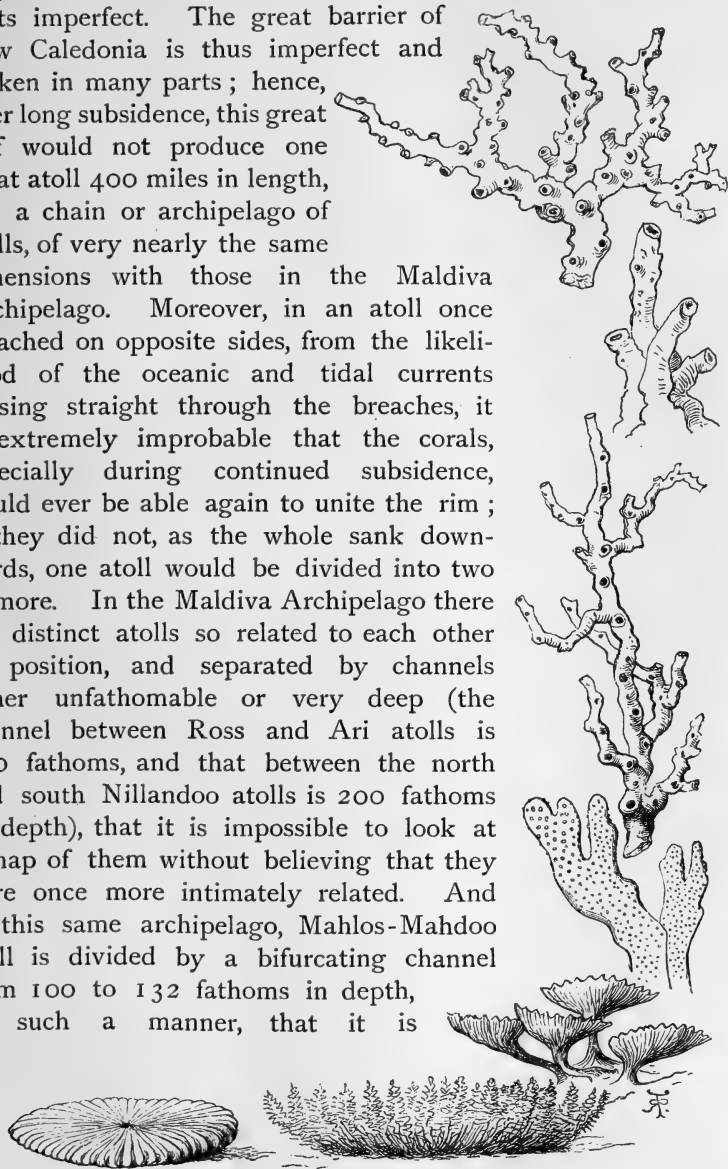 ts imperfect. The great barrier of
w Caledonia is thus imperfect and
ken in many parts ; hence,
er long subsidence, this great
f would not produce one
at atoll 400 miles in length,
a chain or archipelago of
lls, of very nearly the same
ensions with those in the Maldiva
chipelago. Moreover, in an atoll once
ached on opposite sides, from the likeli-
od of the oceanic and tidal currents
sing straight through the breaches, it
extremely improbable that the corals,
ecially during continued subsidence,
uld ever be able again to unite the rim ;
they did not, as the whole sank down-
rds, one atoll would be divided into two
more. In the Maldiva Archipelago there
distinct atolls so related to each other
position, and separated by channels
her unfathomable or very deep (the
nnel between Ross and Ari atolls is
o fathoms, and that between the north
l south Nillandoo atolls is 200 fathoms
depth), that it is impossible to look at
map of them without believing that they
re once more intimately related. And
this same archipelago, Mahlos-Mahdoo
ll is divided by a bifurcating channel
m 100 to 132 fathoms in depth,
such a manner, that it is